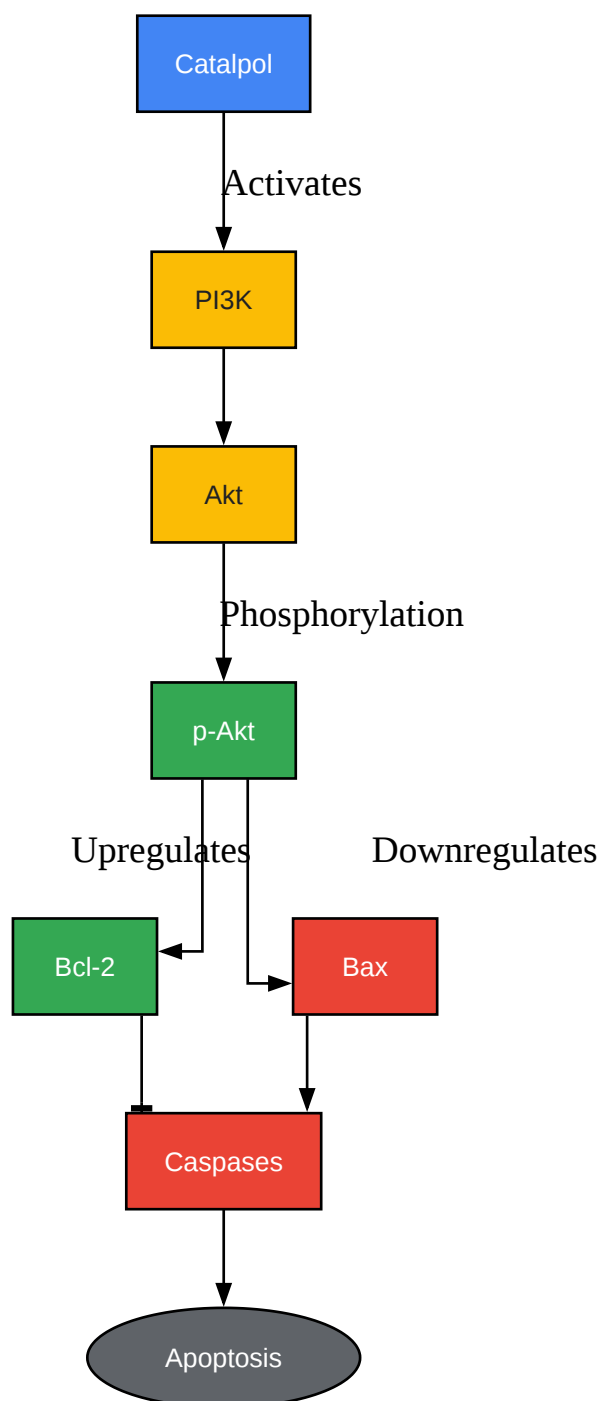 Catalpol
Activates
PI3K
Akt
Phosphorylation
p-Akt
Upregulates
Downregulates
Bcl-2
Bax
Caspases
Apoptosis